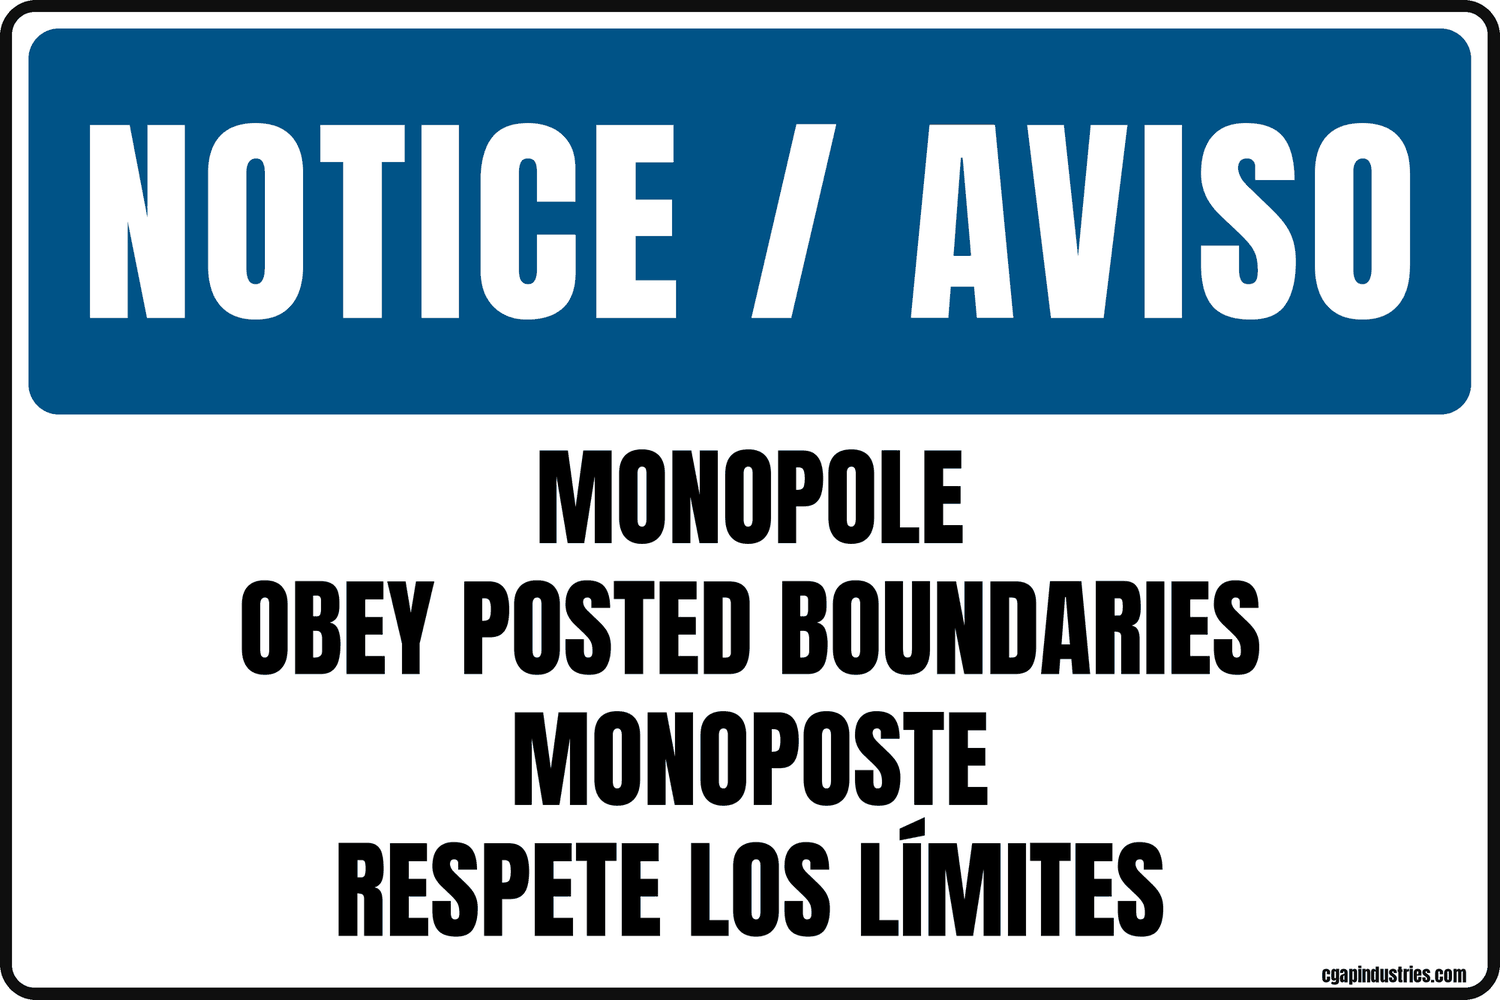 NOTICE / AVISO
MONOPOLE
OBEY POSTED BOUNDARIES
MONOPOSTE
RESPETE LOS LÍMITES
cgapindustries.com